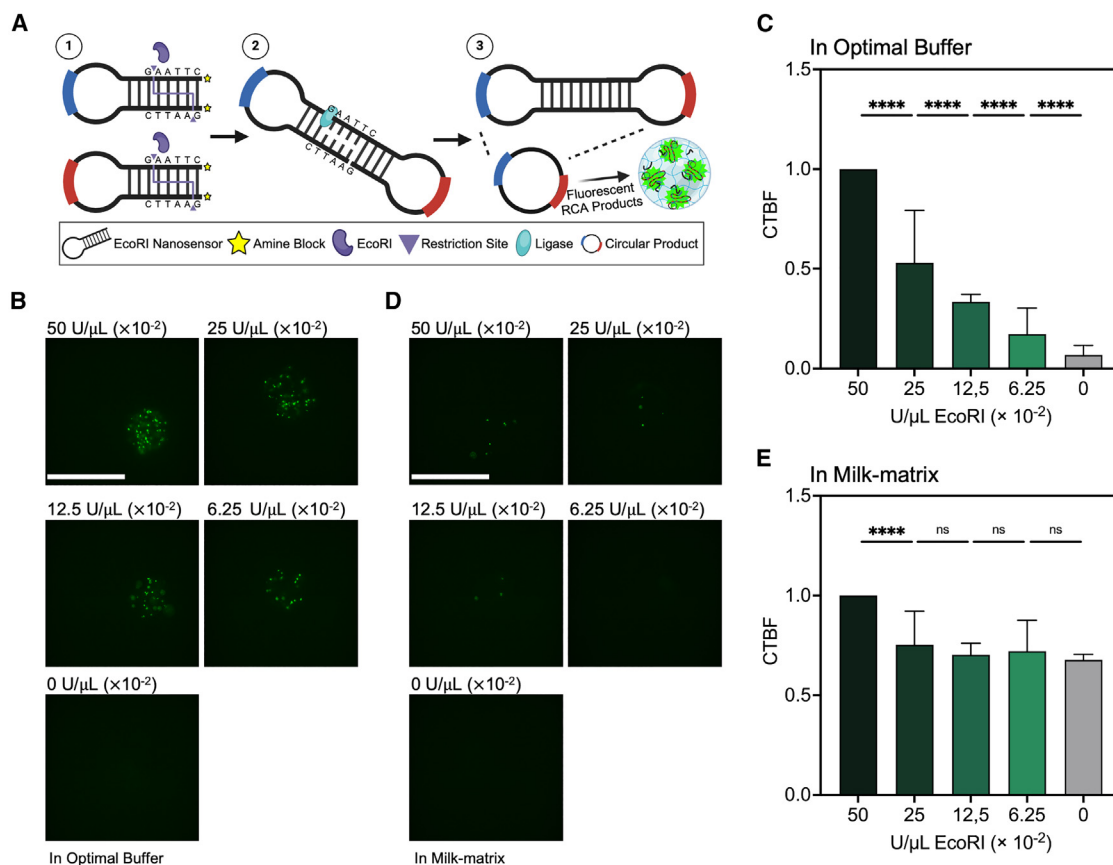 A
1
2
3
GAATTC
CTTAAG
GAATTC
CTTAAG
GAATTC
CTTAAG
Fluorescent
RCA Products
EcoRI Nanosensor
Amine Block
EcoRI
Restriction Site
Ligase
Circular Product
B
50 U/μL (×10-2)
25 U/μL (×10-2)
12.5 U/μL (×10-2)
6.25 U/μL (×10-2)
0 U/μL (×10-2)
In Optimal Buffer
D
50 U/μL (×10-2)
25 U/μL (×10-2)
12.5 U/μL (×10-2)
6.25 U/μL (×10-2)
0 U/μL (×10-2)
In Milk-matrix
C
In Optimal Buffer
1.5
1.0
0.5
0.0
CTBF
**** **** **** ****
50 25 12,5 6.25 0
U/μL EcoRI (× 10-2)
E
In Milk-matrix
1.5
1.0
0.5
0.0
CTBF
**** ns ns ns
50 25 12,5 6.25 0
U/μL EcoRI (× 10-2)